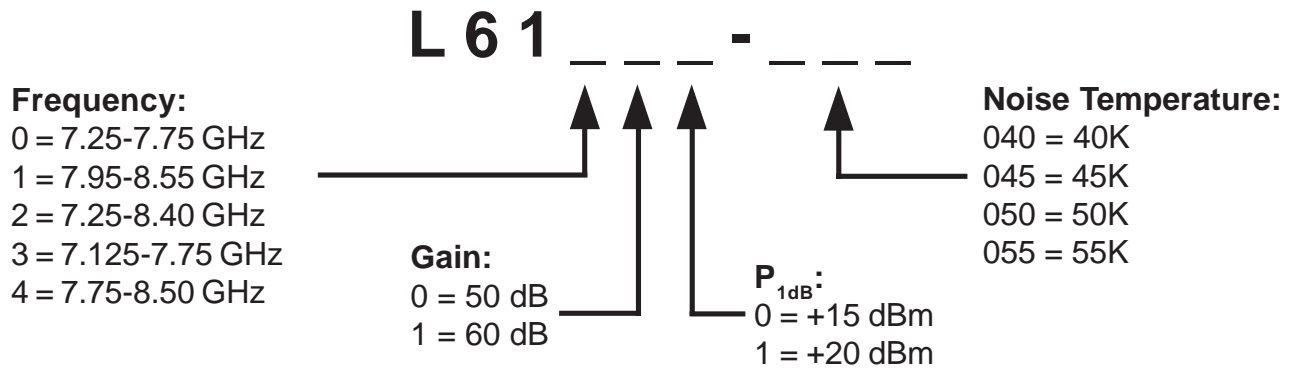 L 6 1 _ _ _ - _ _ _
Frequency:
0 = 7.25-7.75 GHz
1 = 7.95-8.55 GHz
2 = 7.25-8.40 GHz
3 = 7.125-7.75 GHz
4 = 7.75-8.50 GHz
Gain:
0 = 50 dB
1 = 60 dB
P1dB:
0 = +15 dBm
1 = +20 dBm
Noise Temperature:
040 = 40K
045 = 45K
050 = 50K
055 = 55K